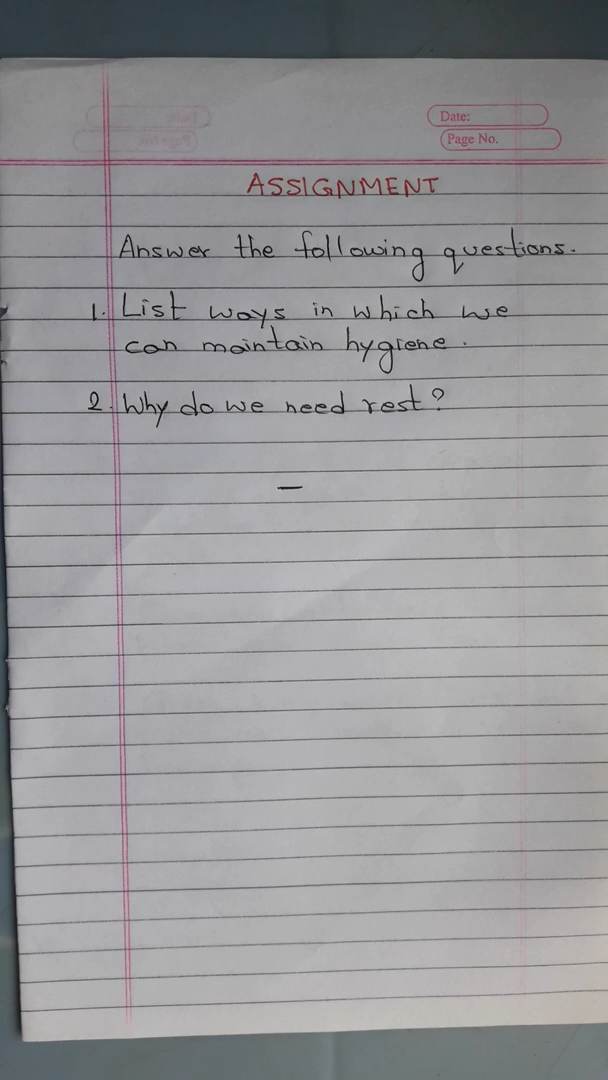 Date:
Page No.
ASSIGNMENT
Answer the following questions.
1. List ways in which we
can maintain hygiene.
2. Why do we need rest?